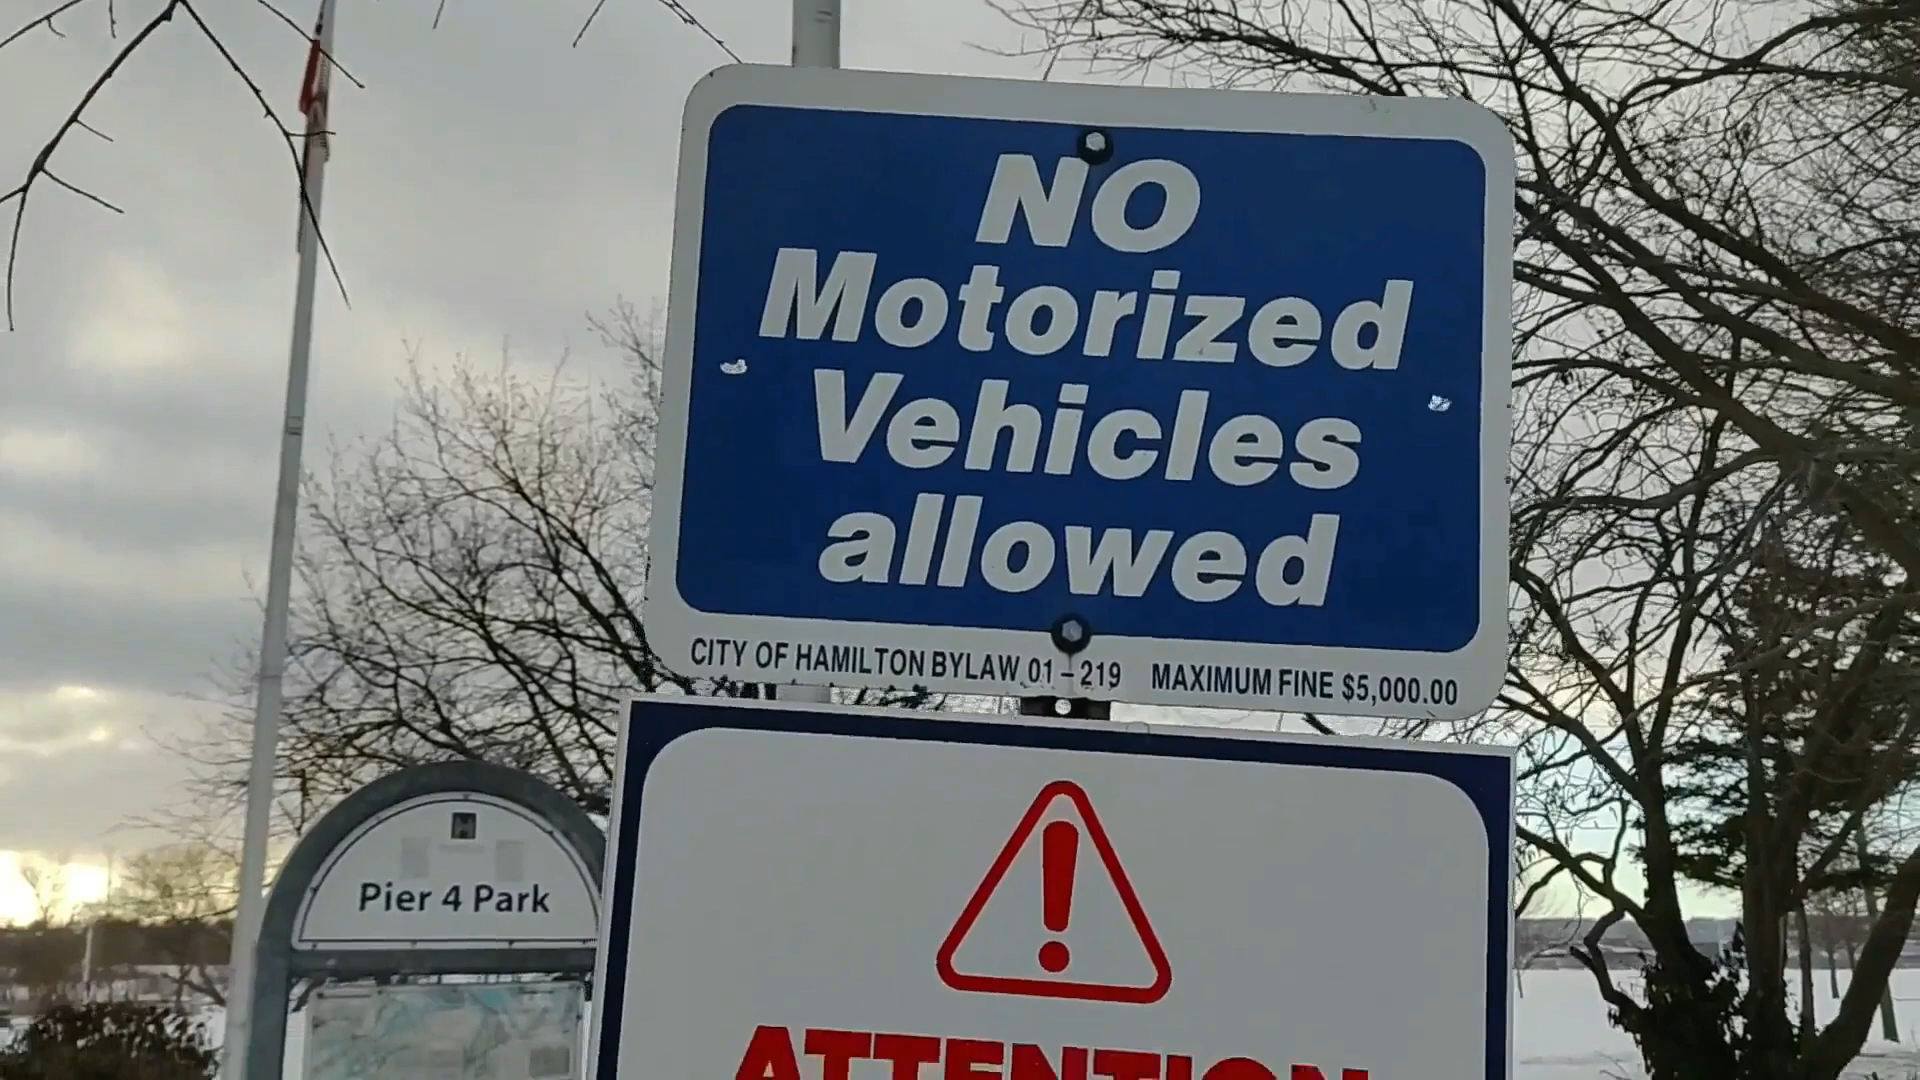 NO
Motorized
Vehicles
allowed
CITY OF HAMILTON BYLAW 01 – 219 MAXIMUM FINE $5,000.00
ATTENTION
Pier 4 Park